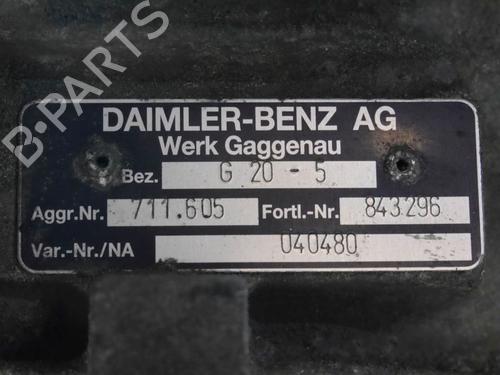 DAIMLER-BENZ AG
Werk Gaggenau
Bez. G 20 - 5
Aggr.Nr. 711.605 Fortl.-Nr. 843296
Var.-Nr./NA 040480